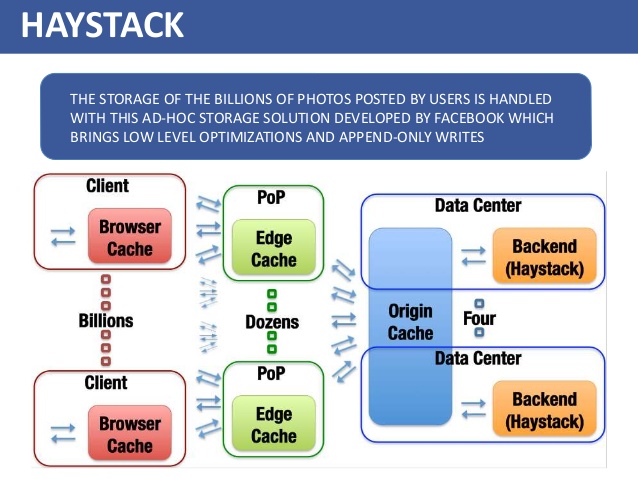 HAYSTACK
THE STORAGE OF THE BILLIONS OF PHOTOS POSTED BY USERS IS HANDLED
WITH THIS AD-HOC STORAGE SOLUTION DEVELOPED BY FACEBOOK WHICH
BRINGS LOW LEVEL OPTIMIZATIONS AND APPEND-ONLY WRITES
Client
Browser
Cache
Billions
Client
Browser
Cache
PoP
Edge
Cache
Dozens
PoP
Edge
Cache
Data Center
Backend
(Haystack)
Origin
Cache
Four
Data Center
Backend
(Haystack)